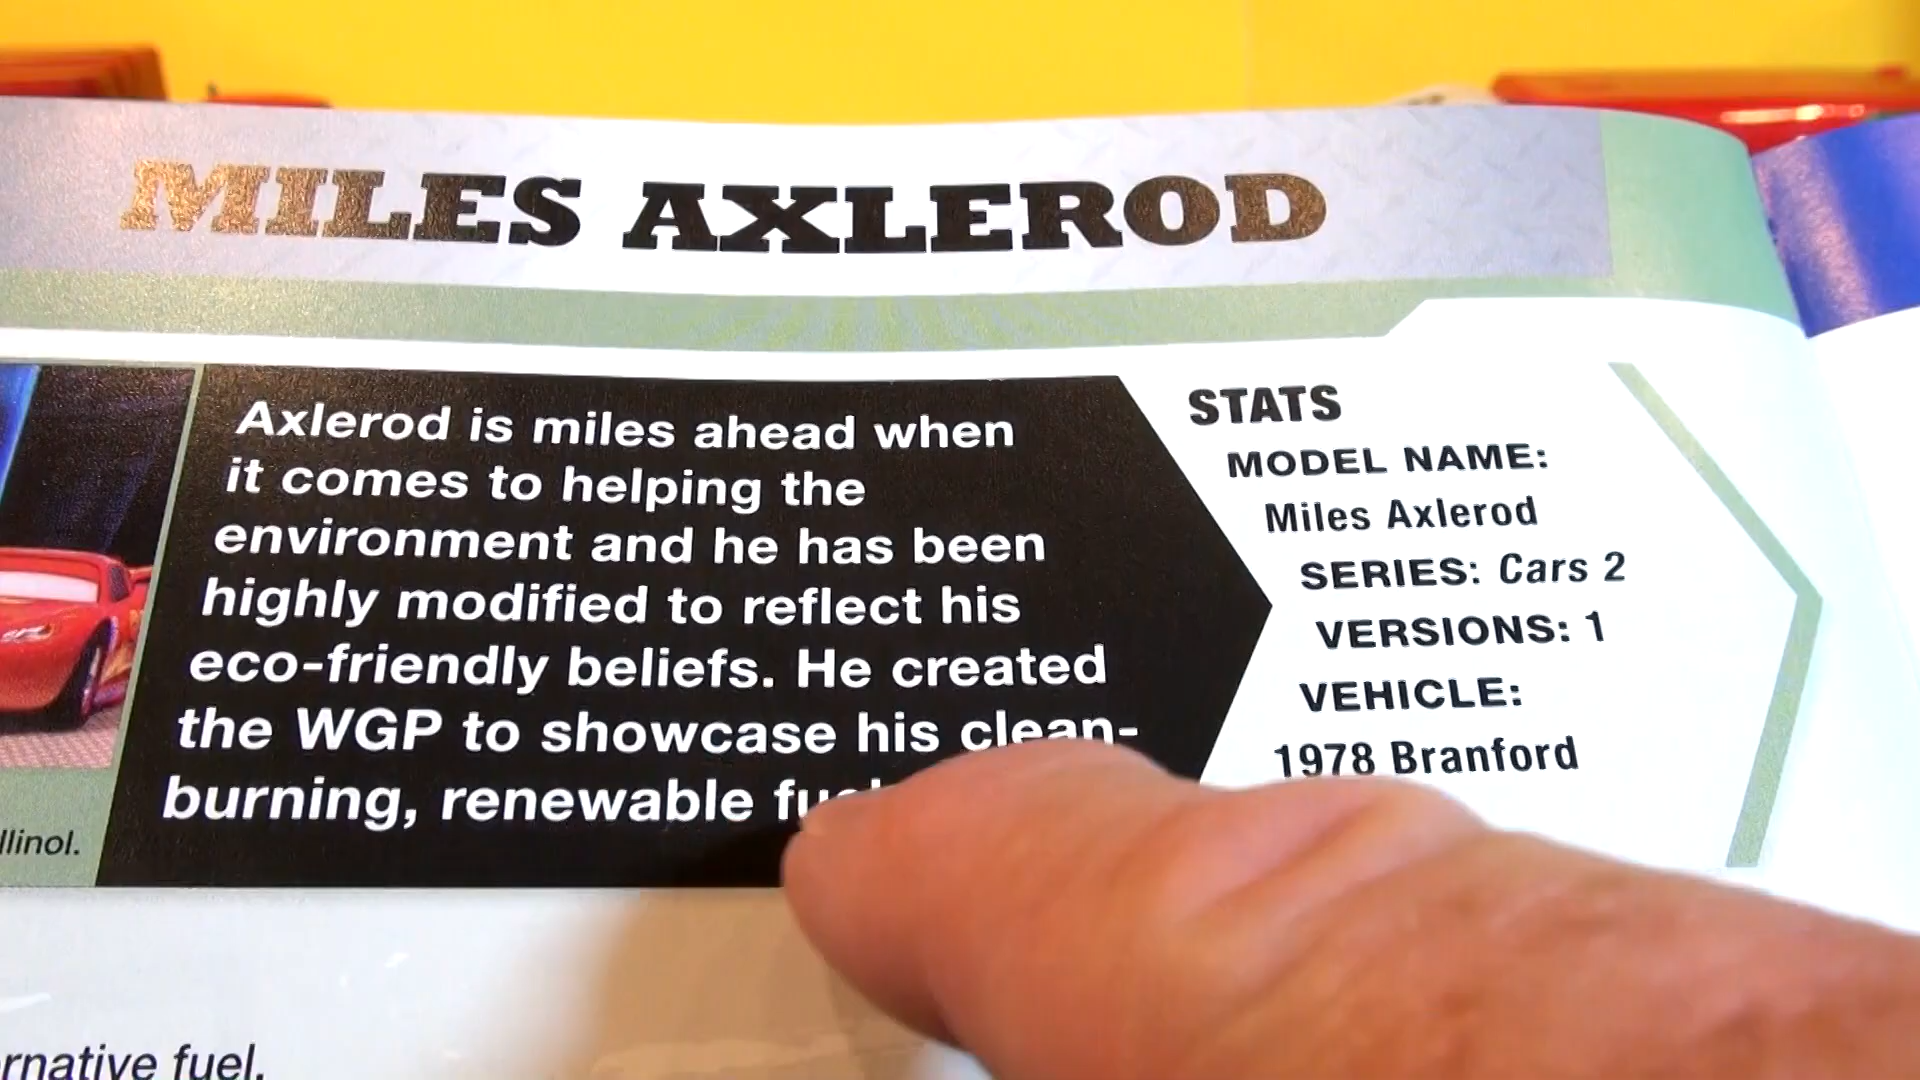 MILES AXLEROD
Axlerod is miles ahead when
it comes to helping the
environment and he has been
highly modified to reflect his
eco-friendly beliefs. He created
the WGP to showcase his clean-
burning, renewable
STATS
MODEL NAME:
Miles Axlerod
SERIES: Cars 2
VERSIONS: 1
VEHICLE:
1978 Branford
llinol.
rnative fuel.